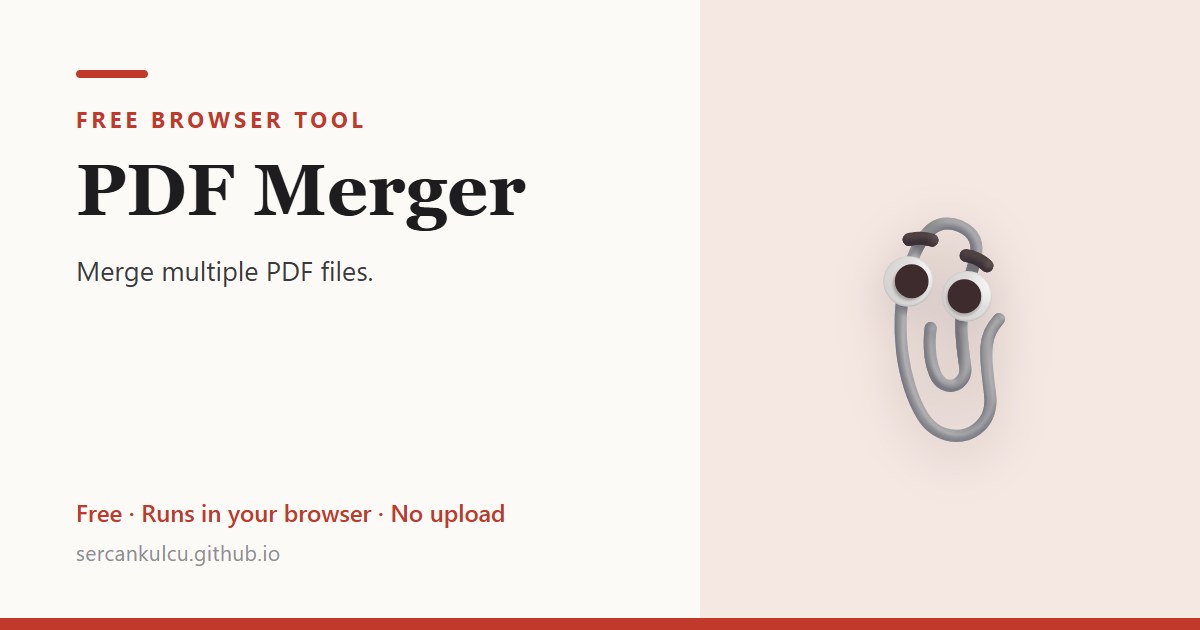 FREE BROWSER TOOL
PDF Merger
Merge multiple PDF files.
Free · Runs in your browser · No upload
sercankulcu.github.io